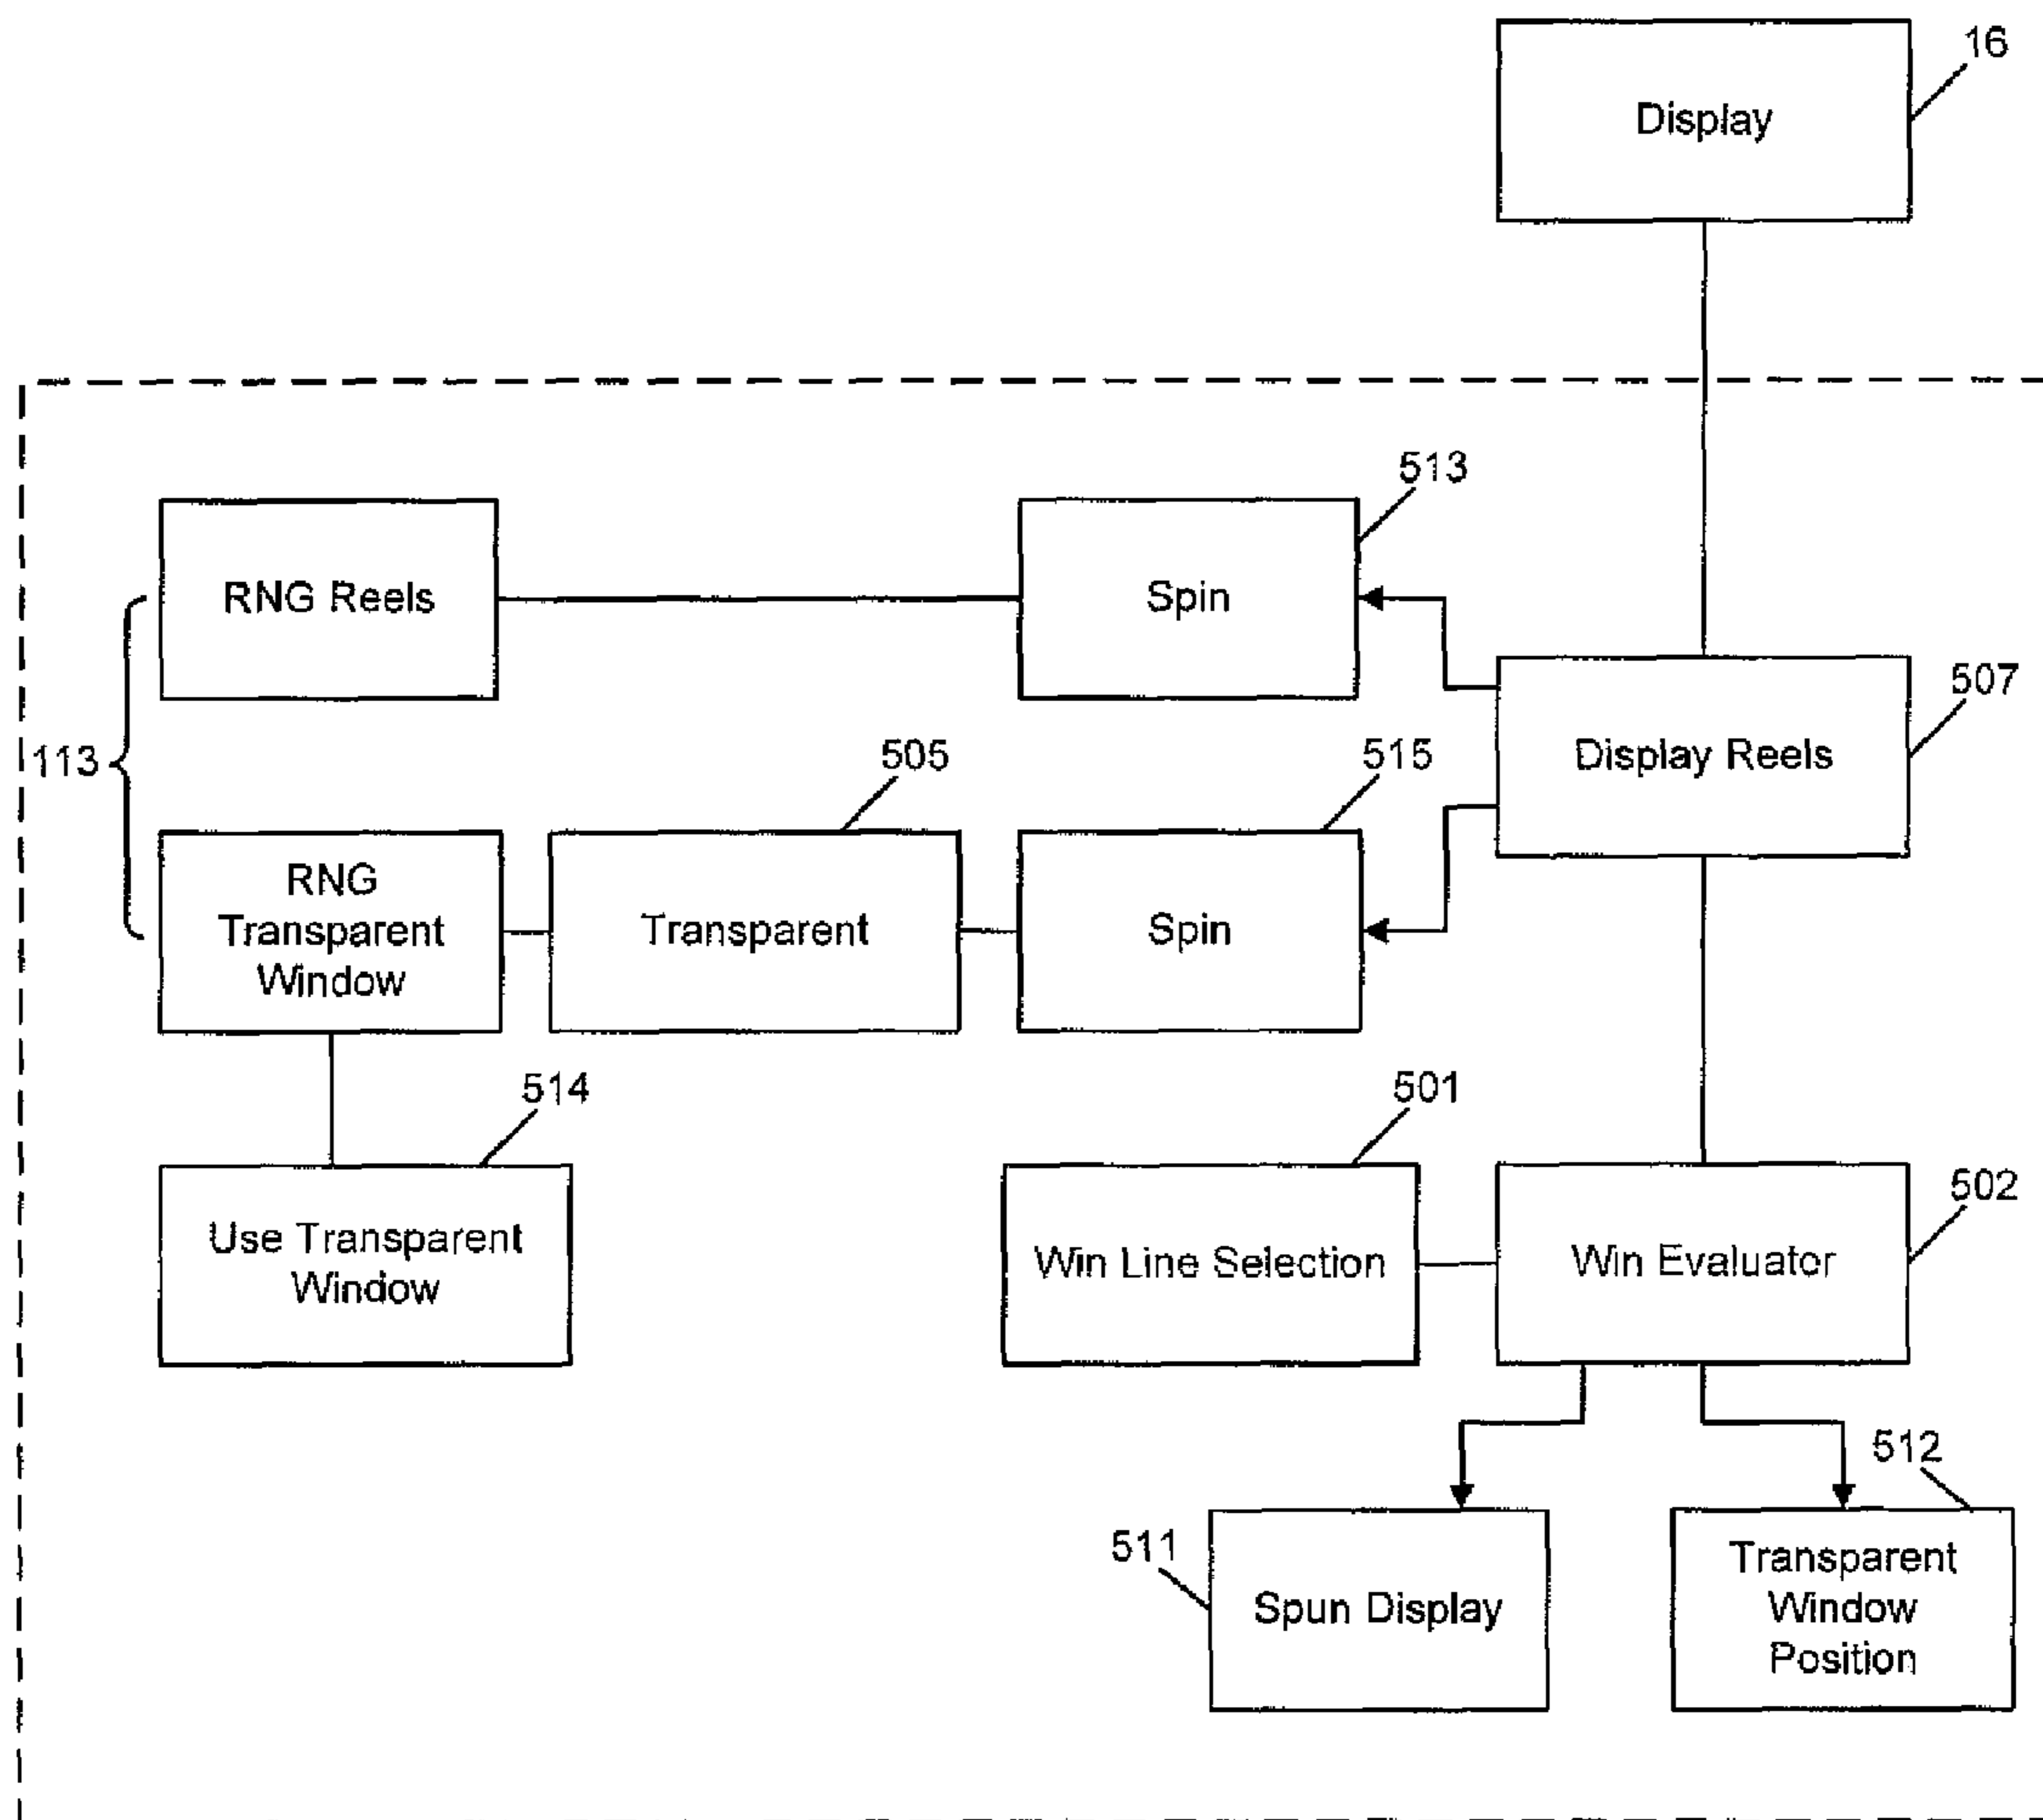 16
Display
513
RNG Reels
Spin
507
Display Reels
113
505
515
RNG
Transparent
Window
Transparent
Spin
514
501
502
Use Transparent
Window
Win Line Selection
Win Evaluator
512
511
Spun Display
Transparent
Window
Position